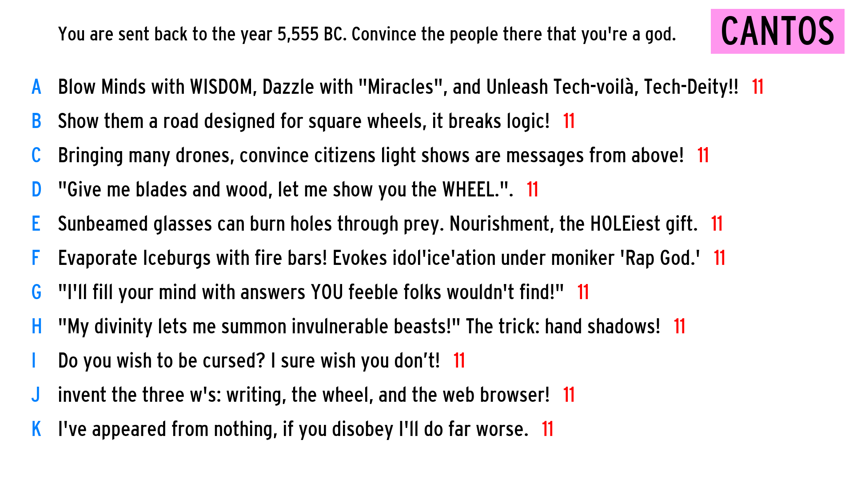 You are sent back to the year 5,555 BC. Convince the people there that you're a god.
CANTOS
A Blow Minds with WISDOM, Dazzle with "Miracles", and Unleash Tech-voilà, Tech-Deity!! 11
B Show them a road designed for square wheels, it breaks logic! 11
C Bringing many drones, convince citizens light shows are messages from above! 11
D "Give me blades and wood, let me show you the WHEEL.". 11
E Sunbeamed glasses can burn holes through prey. Nourishment, the HOLEiest gift. 11
F Evaporate Iceburgs with fire bars! Evokes idol'ice'ation under moniker 'Rap God.' 11
G "I'll fill your mind with answers YOU feeble folks wouldn't find!" 11
H "My divinity lets me summon invulnerable beasts!" The trick: hand shadows! 11
I Do you wish to be cursed? I sure wish you don’t! 11
J invent the three w's: writing, the wheel, and the web browser! 11
K I've appeared from nothing, if you disobey I'll do far worse. 11